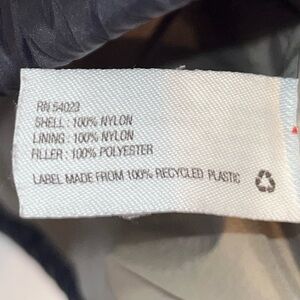 RN 54023
SHELL : 100% NYLON
LINING : 100% NYLON
FILLER : 100% POLYESTER
LABEL MADE FROM 100% RECYCLED PLASTIC